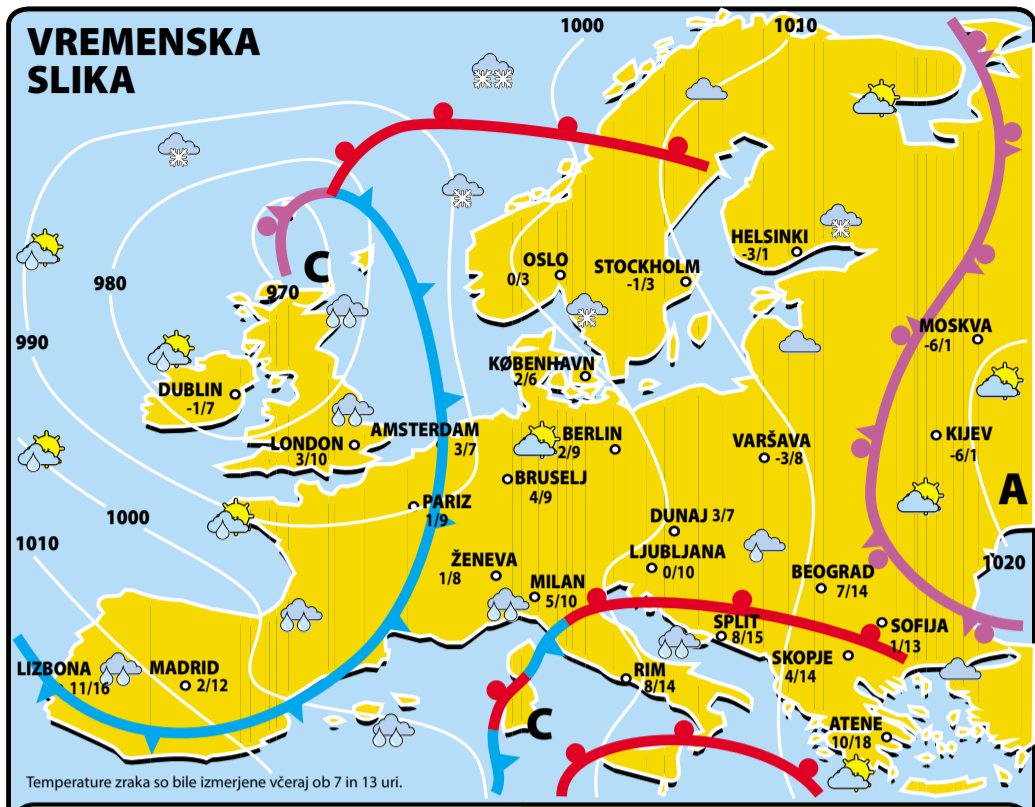 VREMENSKA
SLIKA
1000
1010
980
990
970
C
1000
1010
OSLO
0/3
STOCKHOLM
-1/3
HELSINKI
-3/1
MOSKVA
-6/1
KØBENHAVN
2/6
DUBLIN
-1/7
LONDON
3/10
AMSTERDAM
3/7
BERLIN
2/9
VARŠAVA
-3/8
KIJEV
-6/1
BRUSELJ
4/9
A
PARIZ
1/9
DUNAJ 3/7
LJUBLJANA
0/10
ŽENEVA
1/8
MILAN
5/10
BEOGRAD
7/14
1020
SPLIT
8/15
SOFIJA
1/13
SKOPJE
4/14
LIZBONA
11/16
MADRID
2/12
RIM
8/14
C
ATENE
10/18
Temperature zraka so bile izmerjene včeraj ob 7 in 13 uri.